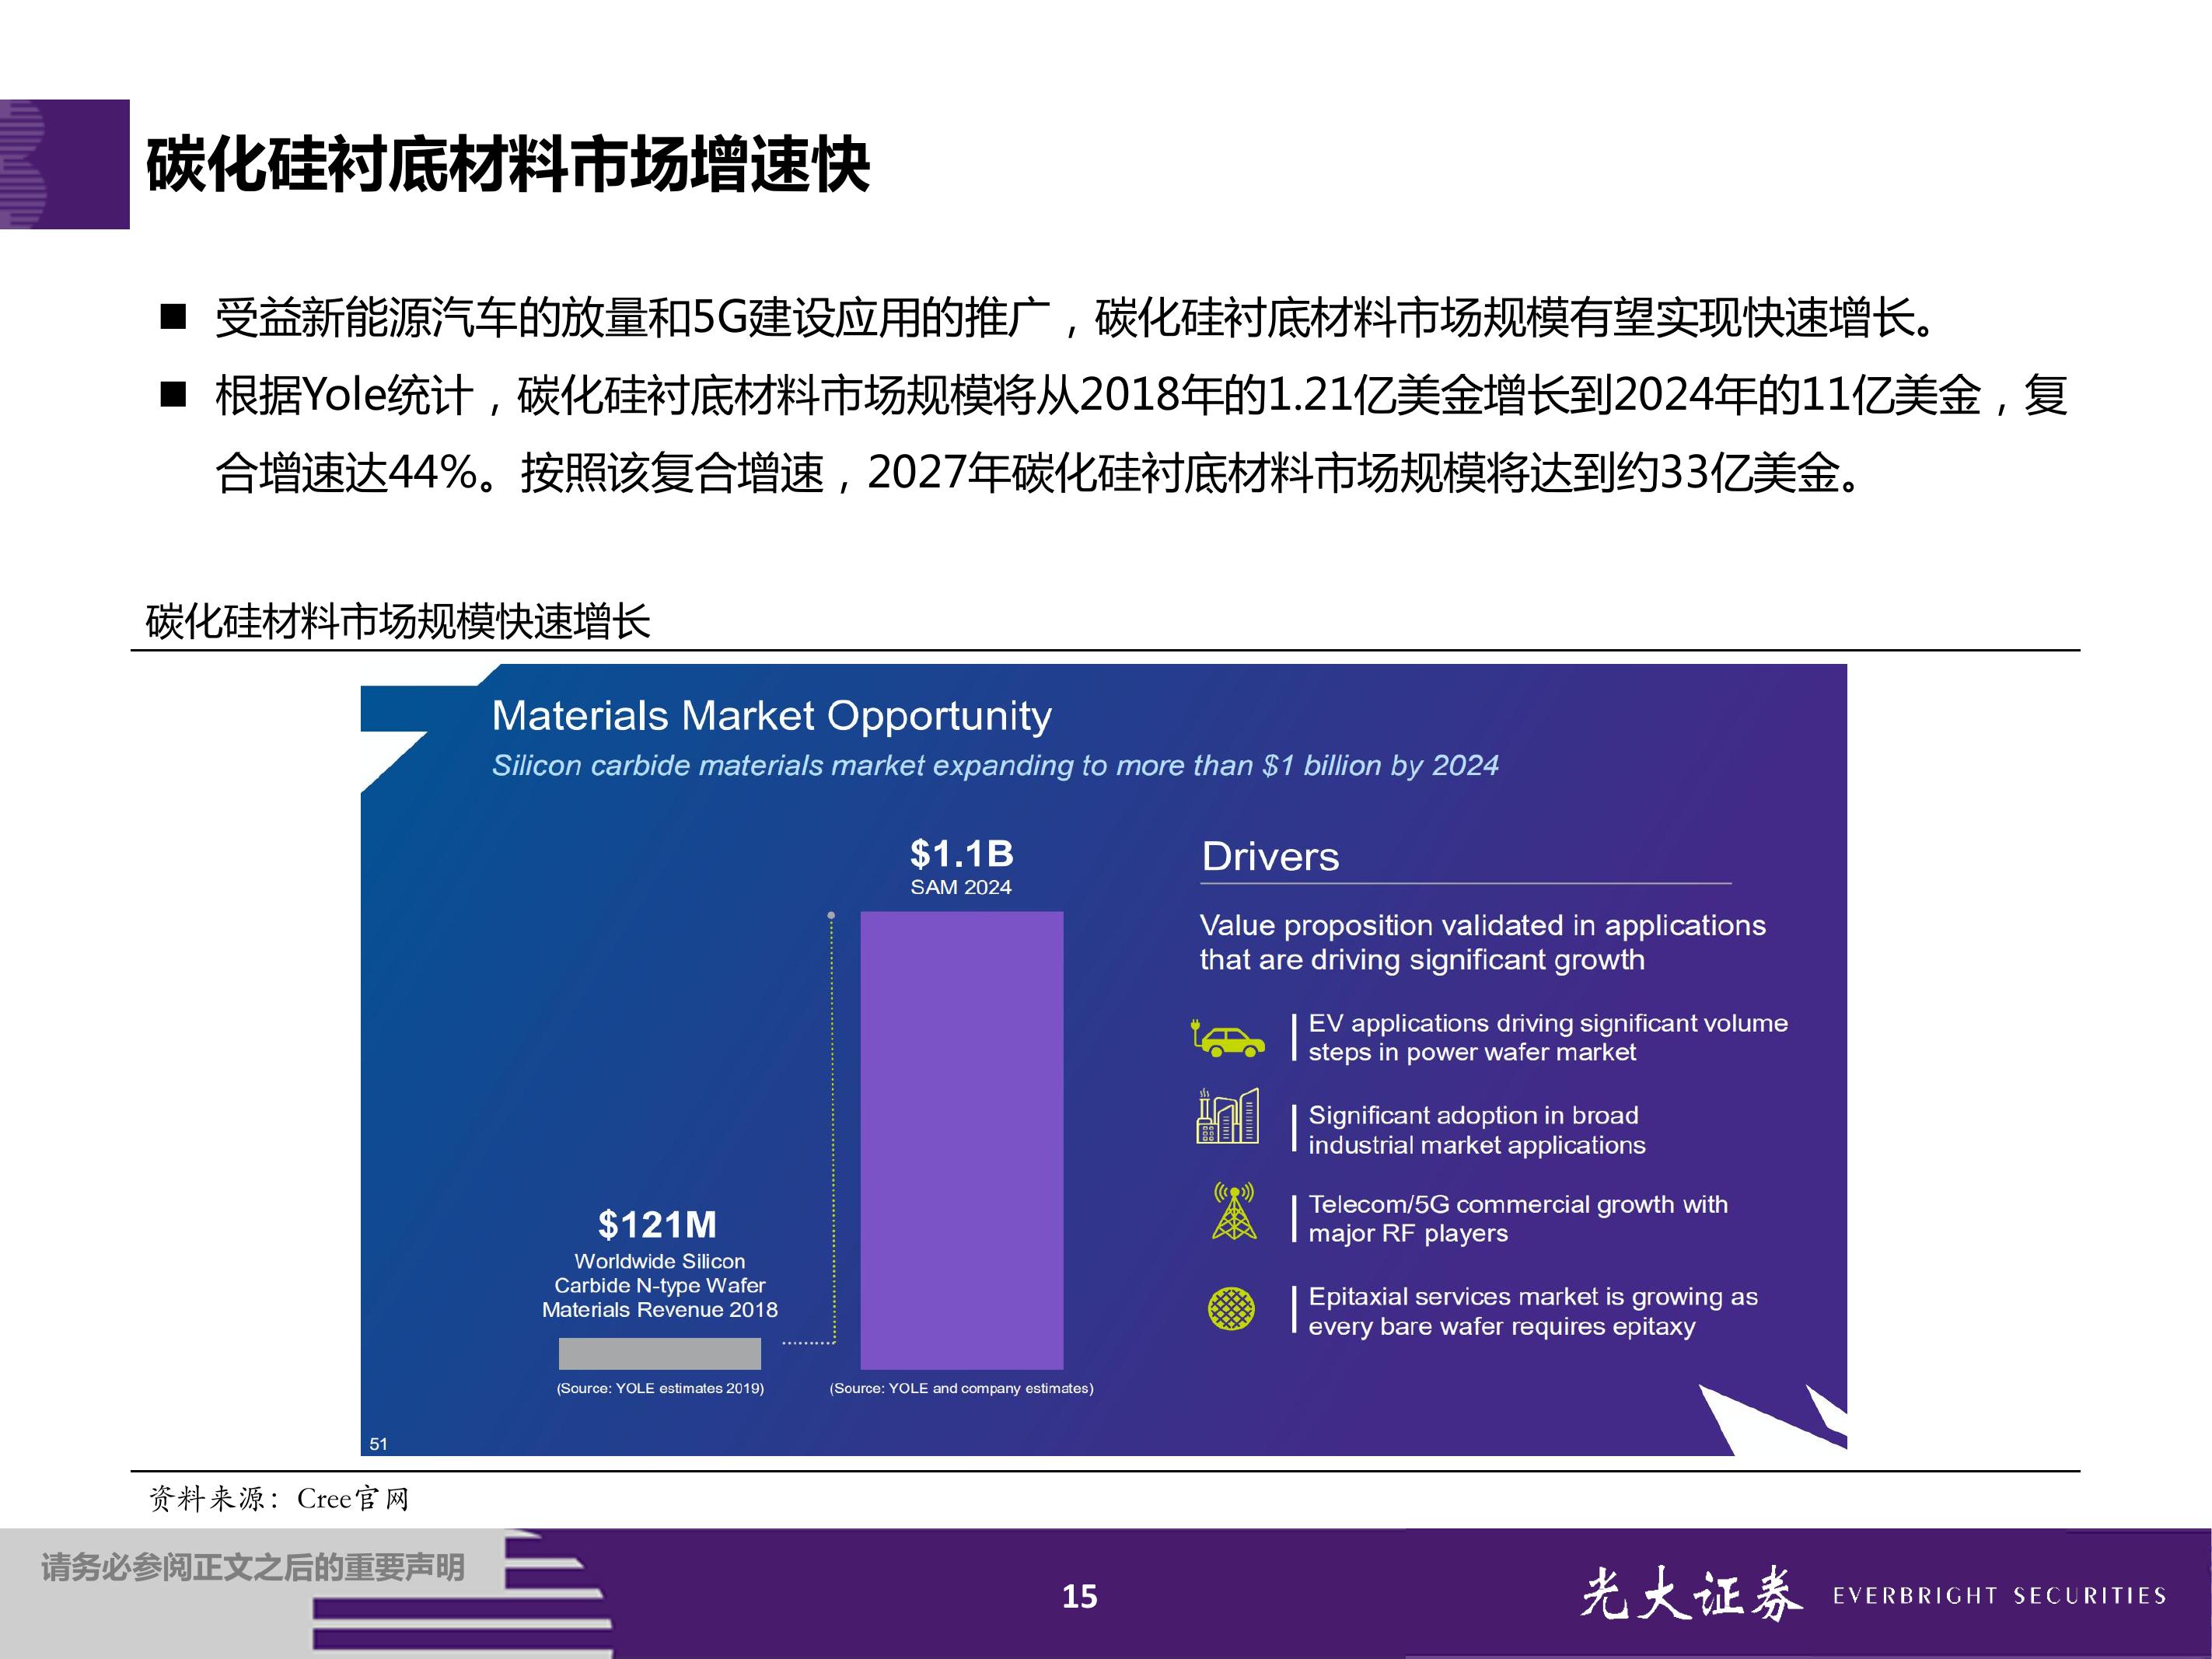 碳化硅衬底材料市场增速快
■ 受益新能源汽车的放量和5G建设应用的推广，碳化硅衬底材料市场规模有望实现快速增长。
■ 根据Yole统计，碳化硅衬底材料市场规模将从2018年的1.21亿美金增长到2024年的11亿美金，复
合增速达44%。按照该复合增速，2027年碳化硅衬底材料市场规模将达到约33亿美金。
碳化硅材料市场规模快速增长
Materials Market Opportunity
Silicon carbide materials market expanding to more than $1 billion by 2024
$1.1B
SAM 2024
$121M
Worldwide Silicon
Carbide N-type Wafer
Materials Revenue 2018
(Source: YOLE estimates 2019)
(Source: YOLE and company estimates)
Drivers
Value proposition validated in applications
that are driving significant growth
EV applications driving significant volume
steps in power wafer market
Significant adoption in broad
industrial market applications
Telecom/5G commercial growth with
major RF players
Epitaxial services market is growing as
every bare wafer requires epitaxy
51
资料来源：Cree官网
请务必参阅正文之后的重要声明
15
光大证券 EVERBRIGHT SECURITIES